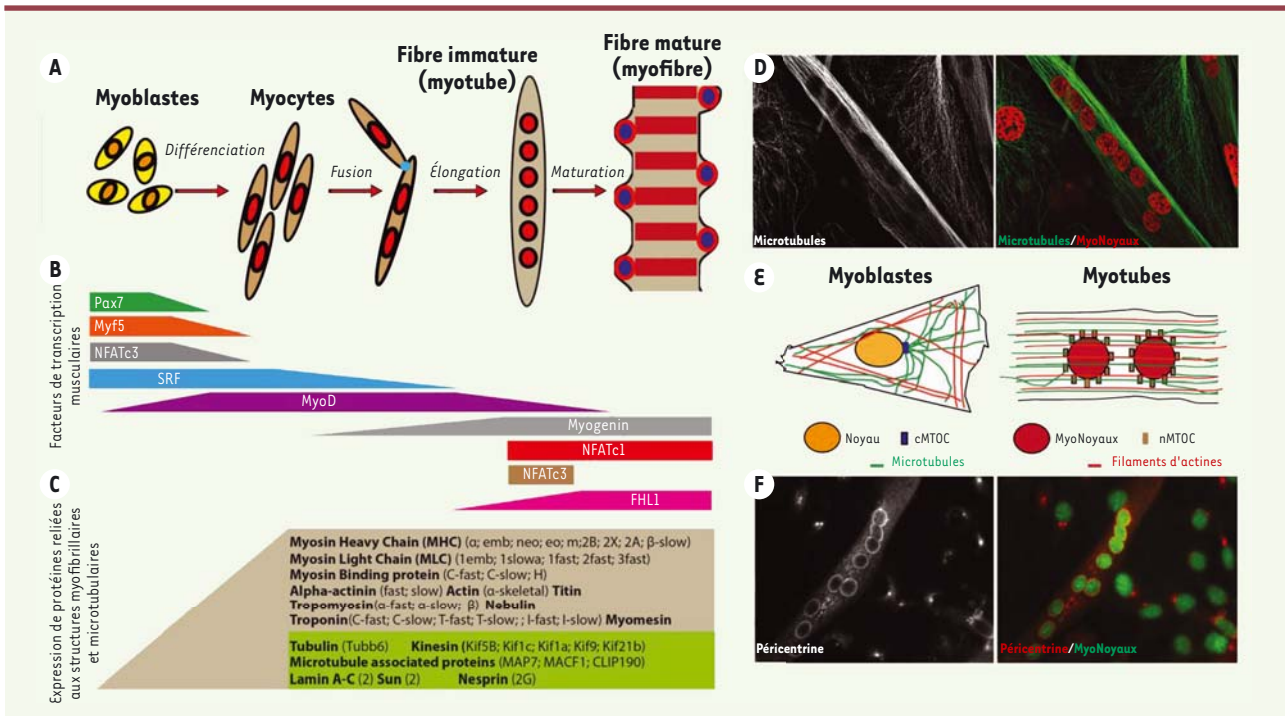 A
Myoblastes
Différenciation
Myocytes
Fusion
Fibre immature
(myotube)
Élongation
Maturation
Fibre mature
(myofibre)
B
Facteurs de transcription
musculaires
Pax7
Myf5
NFATc3
SRF
MyoD
Myogenin
NFATc1
NFATc3
FHL1
C
Expression de protéines reliées
aux structures myofibrillaires
et microtubulaires
Myosin Heavy Chain (MHC) (α; emb; neo; eo; m;2B; 2X; 2A; β-slow)
Myosin Light Chain (MLC) (1emb; 1slowa; 1fast; 2fast; 3fast)
Myosin Binding protein (C-fast; C-slow; H)
Alpha-actinin (fast; slow) Actin (α-skeletal) Titin
Tropomyosin(α-fast; α-slow; β) Nebulin
Troponin(C-fast; C-slow; T-fast; T-slow; ; I-fast; I-slow) Myomesin
Tubulin (Tubb6) Kinesin (Kif5B; Kif1c; Kif1a; Kif9; Kif21b)
Microtubule associated proteins (MAP7; MACF1; CLIP190)
Lamin A-C (2) Sun (2) Nesprin (2G)
D
Microtubules
Microtubules/MyoNoyaux
E
Myoblastes
Myotubes
Noyau cMTOC
MyoNoyaux nMTOC
Microtubules
Filaments d'actines
F
Péricentrine
Péricentrine/MyoNoyaux